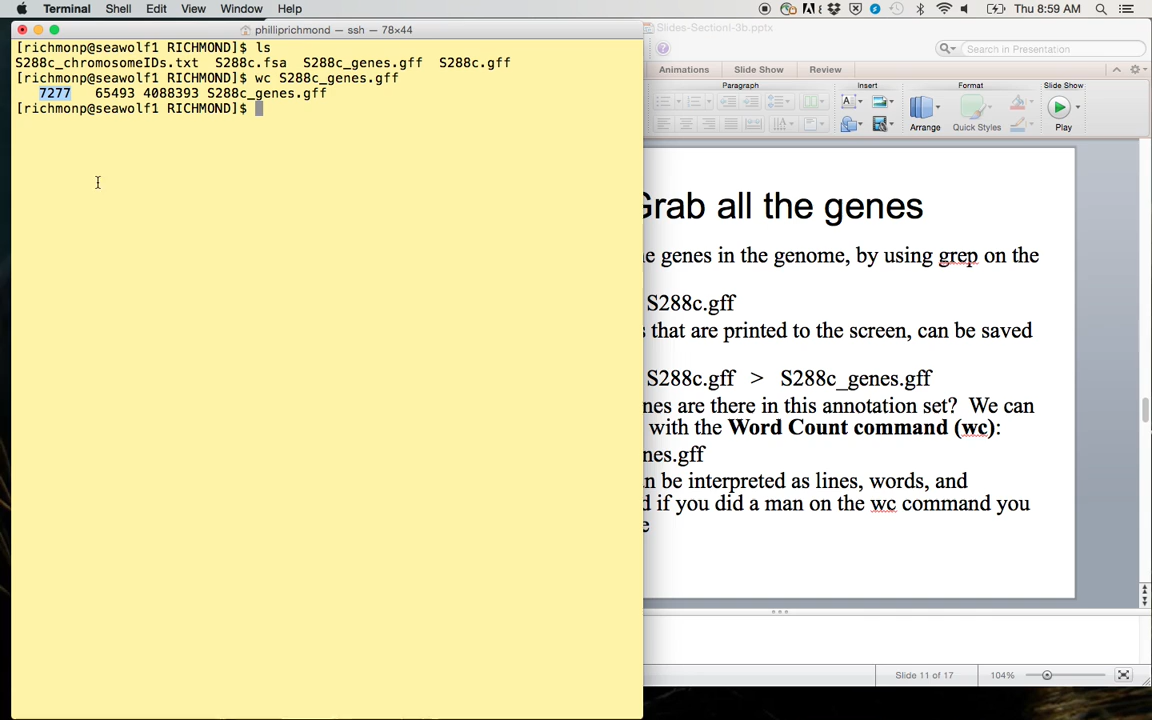 Terminal Shell Edit View Window Help Thu 8:59 AM
philliprichmond — ssh — 78x44
[richmonp@seawolf1 RICHMOND]$ ls
S288c_chromosomeIDs.txt S288c.fsa S288c_genes.gff S288c.gff
[richmonp@seawolf1 RICHMOND]$ wc S288c_genes.gff
7277 65493 4088393 S288c_genes.gff
[richmonp@seawolf1 RICHMOND]$
Slides-SectionI-3b.pptx
Search in Presentation
Animations Slide Show Review
Paragraph Insert Format Slide Show
Arrange Quick Styles Play
Grab all the genes
e genes in the genome, by using grep on the
S288c.gff
s that are printed to the screen, can be saved
S288c.gff > S288c_genes.gff
nes are there in this annotation set? We can
with the Word Count command (wc):
nes.gff
n be interpreted as lines, words, and
d if you did a man on the wc command you
e
Slide 11 of 17 104%